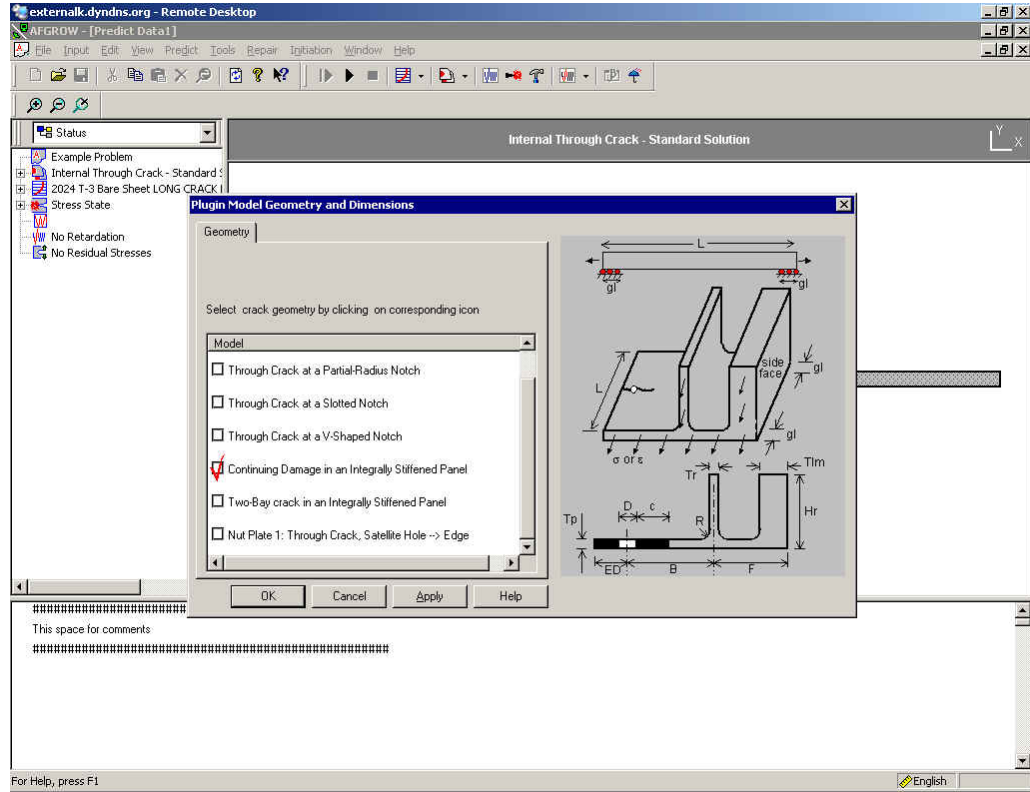 externalk.dyndns.org - Remote Desktop
AFGROW - [Predict Data1]
File Input Edit View Predict Tools Repair Initiation Window Help
Status
Internal Through Crack - Standard Solution
Y
X
Example Problem
Internal Through Crack - Standard S
2024 T-3 Bare Sheet LONG CRACK
Stress State
No Retardation
No Residual Stresses
Plugin Model Geometry and Dimensions
Geometry
Select crack geometry by clicking on corresponding icon
Model
Through Crack at a Partial-Radius Notch
Through Crack at a Slotted Notch
Through Crack at a V-Shaped Notch
Continuing Damage in an Integrally Stiffened Panel
Two-Bay crack in an Integrally Stiffened Panel
Nut Plate 1: Through Crack, Satellite Hole --> Edge
OK Cancel Apply Help
L
gl gl
side face
gl
L
gl
σ or ε
Tr Tlm
D c
R
Hr
Tp
ED B F
##########################
This space for comments
########################################################
For Help, press F1
English